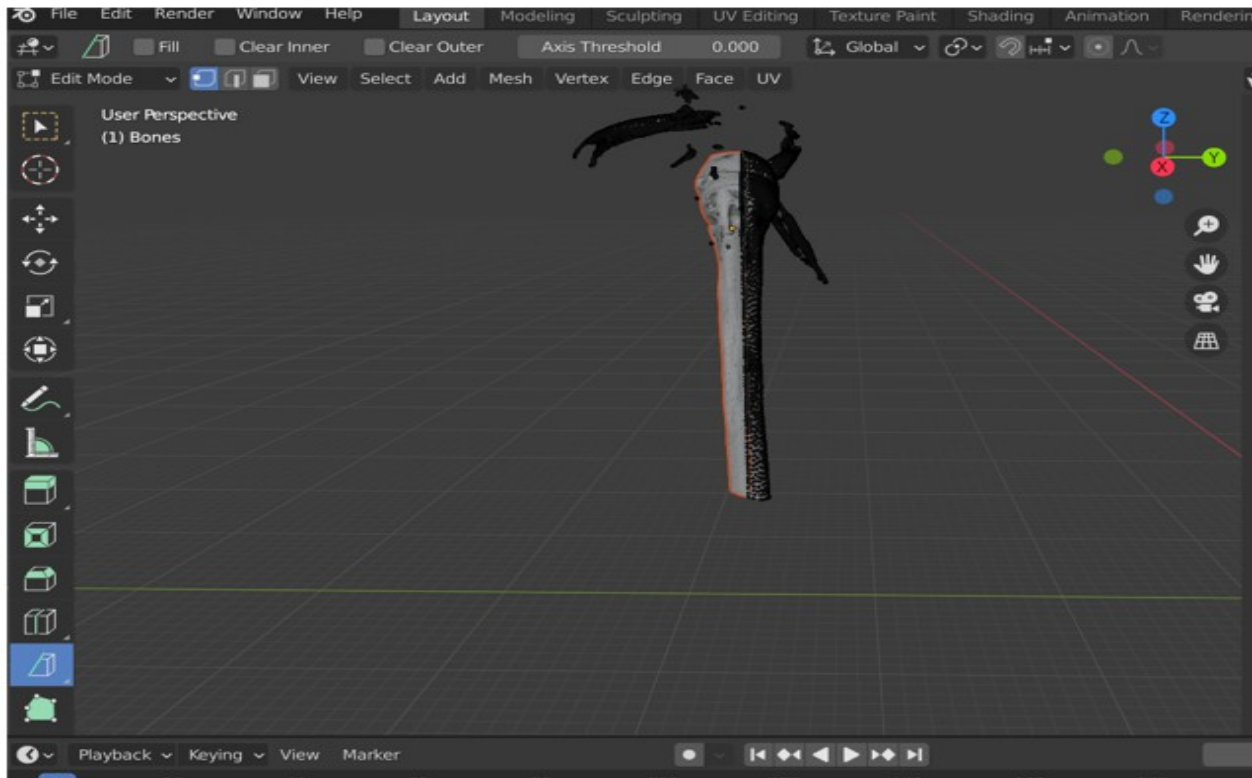 File Edit Render Window Help Layout Modeling Sculpting UV Editing Texture Paint Shading Animation
Fill Clear Inner Clear Outer Axis Threshold 0.000 Global
Edit Mode View Select Add Mesh Vertex Edge Face UV
User Perspective
(1) Bones
Z
Y
X
Playback Keying View Marker